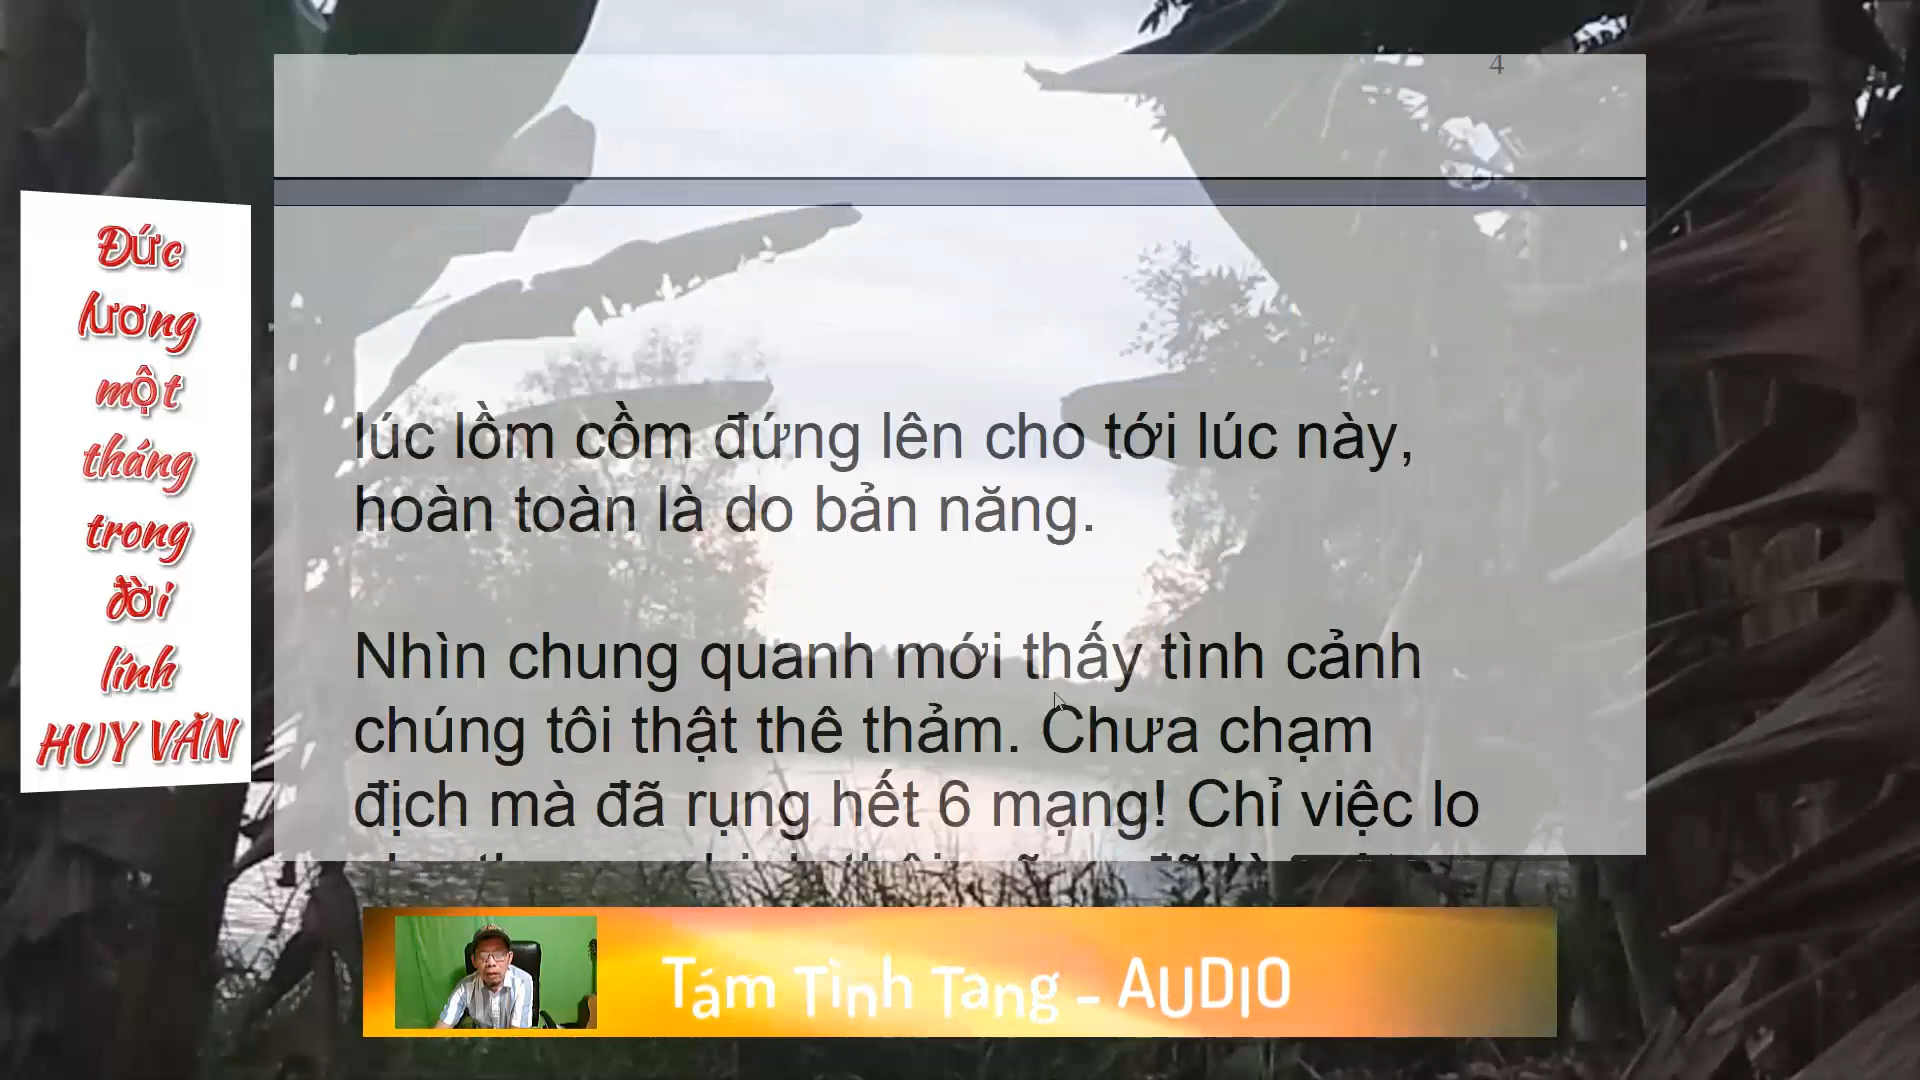 4
Đức
lương
một
tháng
trong
đời
lính
HUY VĂN
lúc lồm cồm đứng lên cho tới lúc này,
hoàn toàn là do bản năng.
Nhìn chung quanh mới thấy tình cảnh
chúng tôi thật thê thảm. Chưa chạm
địch mà đã rụng hết 6 mạng! Chỉ việc lo
Tám Tình Tang - AUDIO